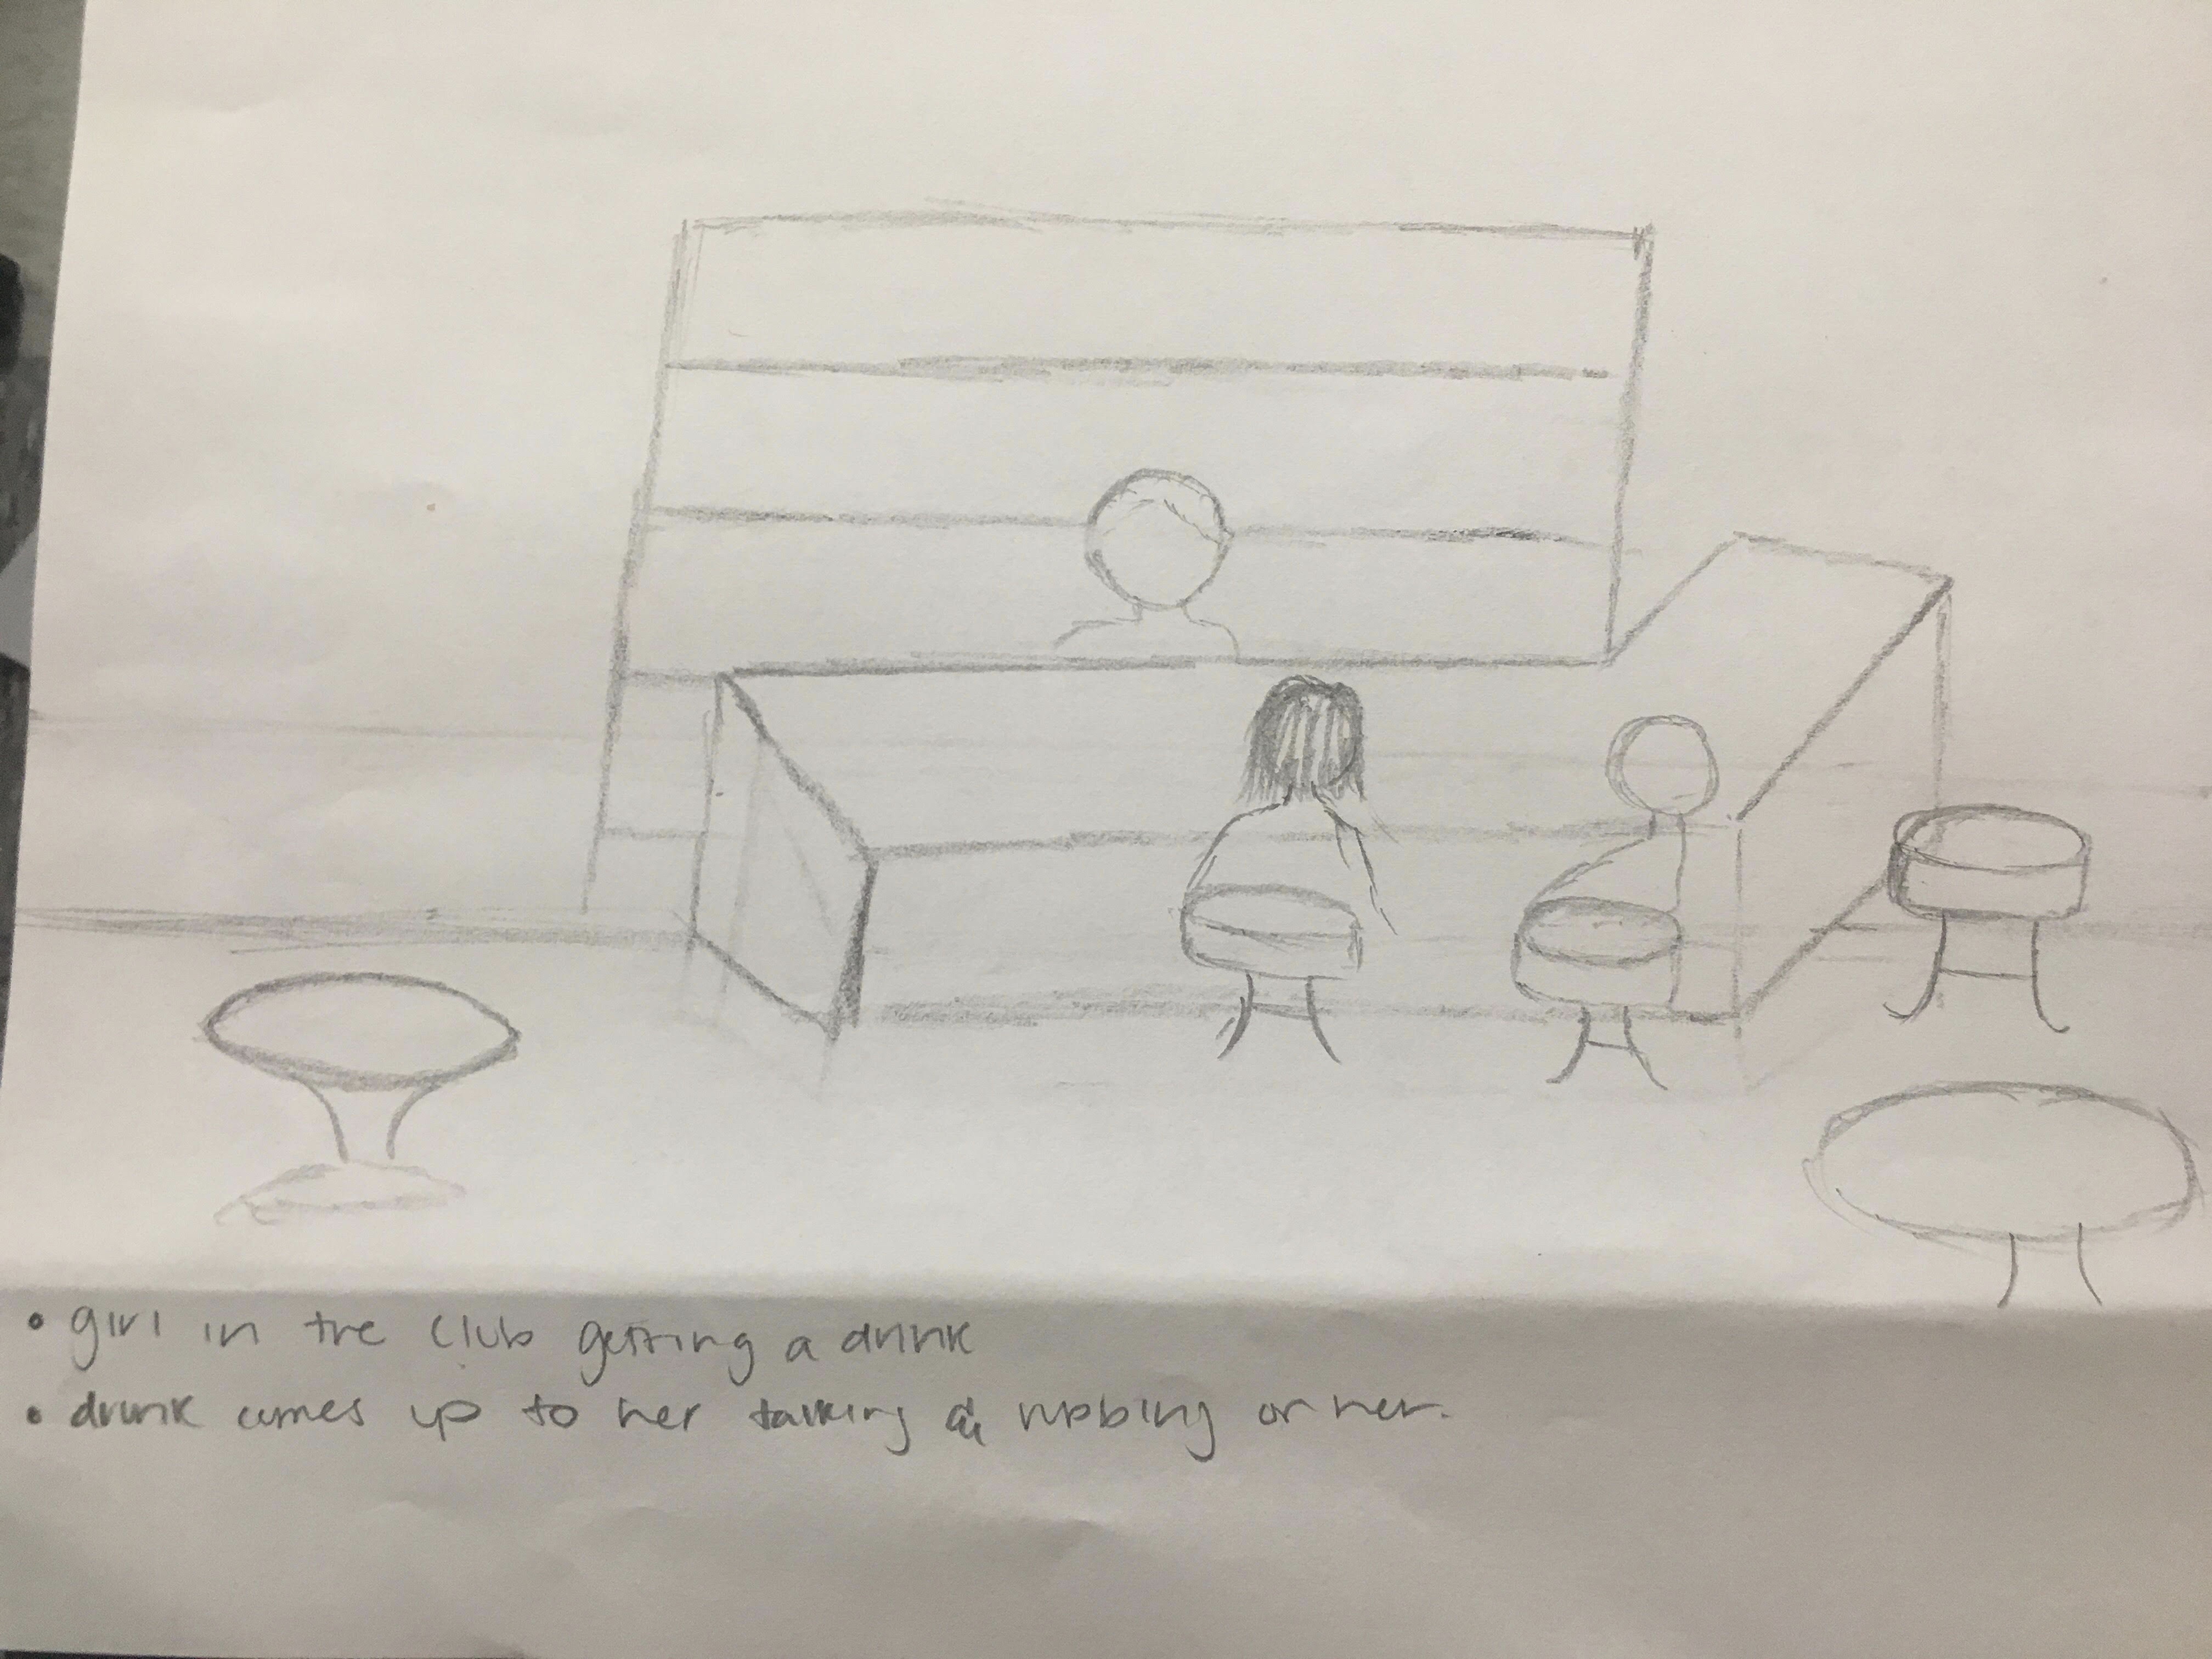 • girl in the club getting a drink
• drunk comes up to her talking & rubbing on her.